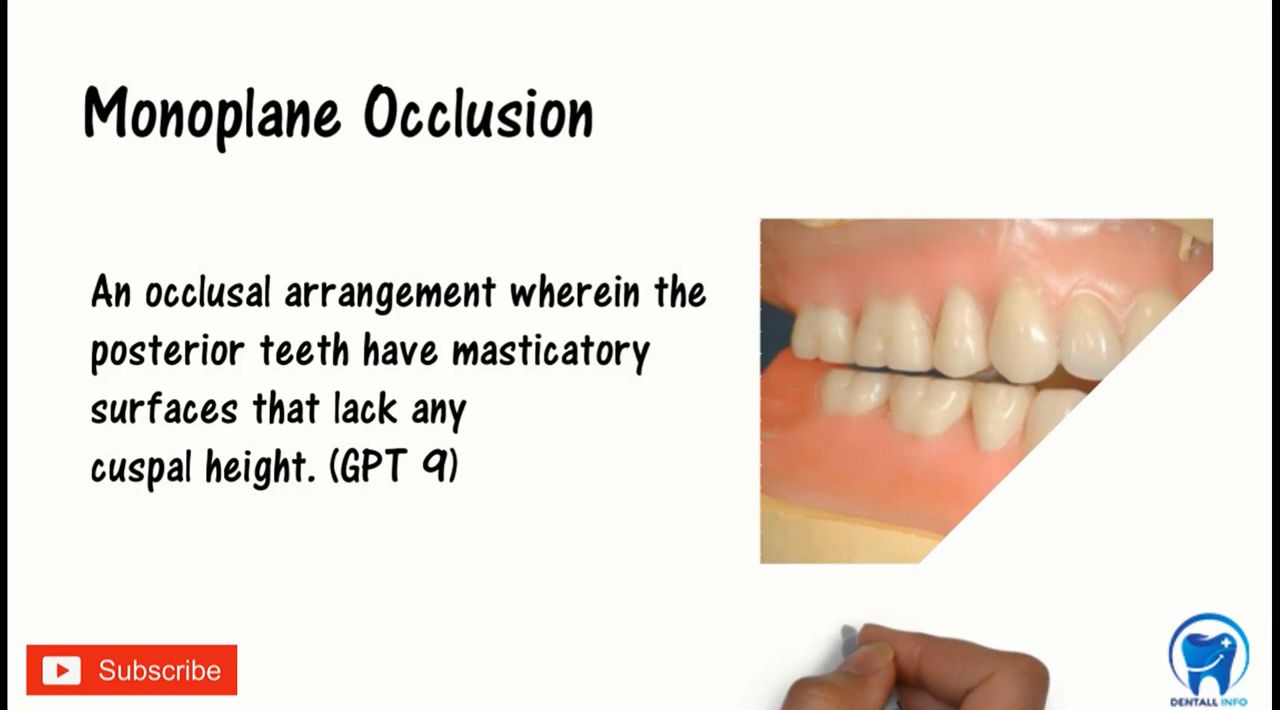 Monoplane Occlusion
An occlusal arrangement wherein the
posterior teeth have masticatory
surfaces that lack any
cuspal height. (GPT 9)
Subscribe
DENTALL INFO